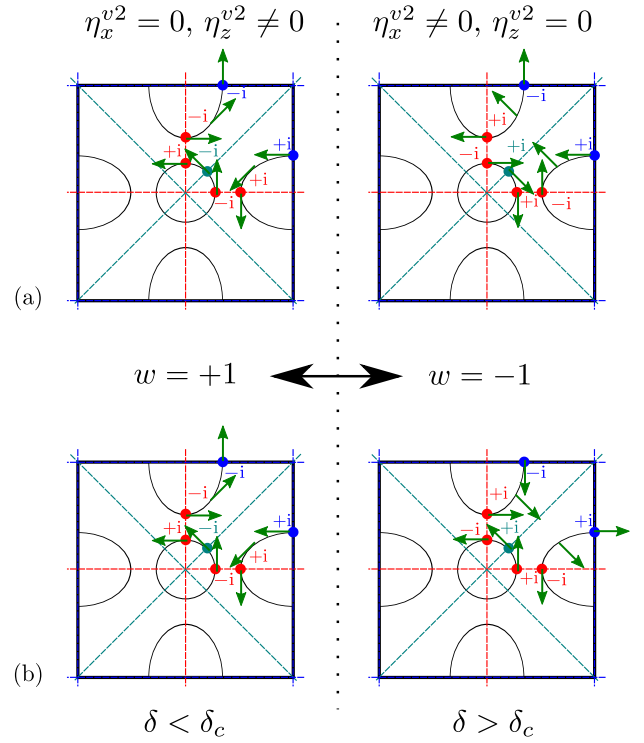 η_x^{v2} = 0, η_z^{v2} ≠ 0
η_x^{v2} ≠ 0, η_z^{v2} = 0
−i
−i
+i
−i
+i
−i
+i
−i
+i
−i
+i
+i
+i
−i
(a)
w = +1
w = −1
−i
+i
−i
+i
+i
−i
−i
+i
−i
−i
+i
+i
+i
−i
(b)
δ < δ_c
δ > δ_c